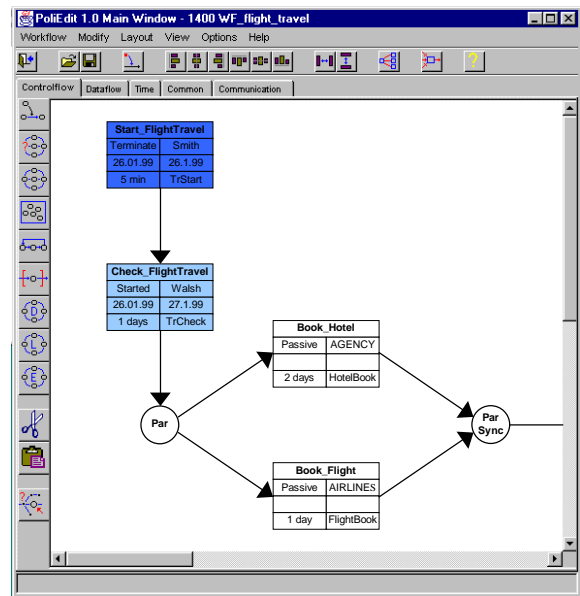 PoliEdit 1.0 Main Window - 1400 WF_flight_travel
Workflow Modify Layout View Options Help
Controlflow Dataflow Time Common Communication
Start_FlightTravel
Terminate Smith
26.01.99 26.1.99
5 min TrStart
Check_FlightTravel
Started Walsh
26.01.99 27.1.99
1 days TrCheck
Book_Hotel
Passive AGENCY
2 days HotelBook
Par
Par
Sync
Book_Flight
Passive AIRLINES
1 day FlightBook